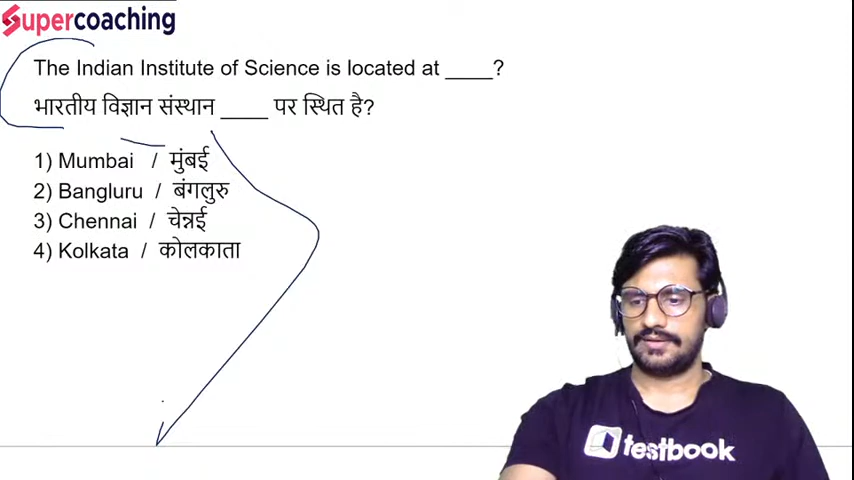 Supercoaching
The Indian Institute of Science is located at ____?
भारतीय विज्ञान संस्थान ____ पर स्थित है?
1) Mumbai / मुंबई
2) Bangluru / बंगलुरु
3) Chennai / चेन्नई
4) Kolkata / कोलकाता
testbook